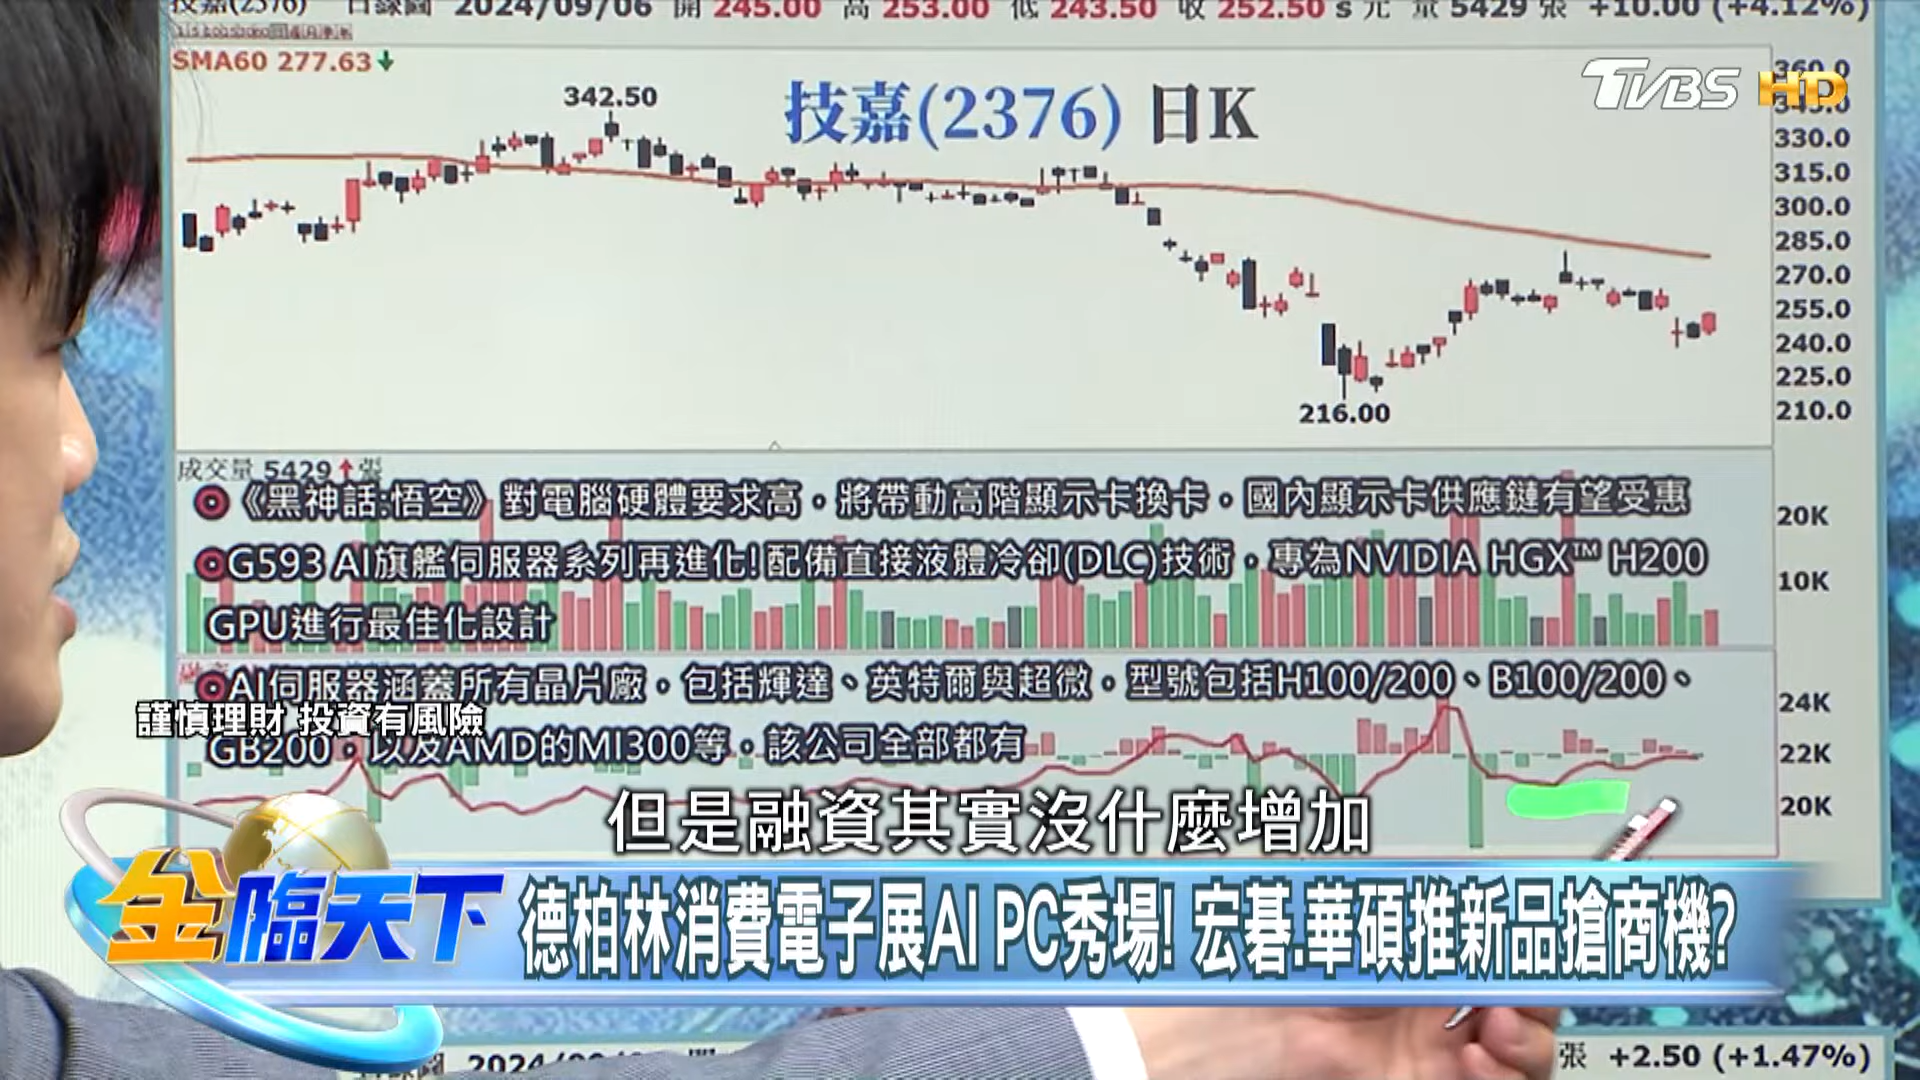 技嘉(2376) 日線圖 2024/09/06 開 245.00 高 253.00 低 243.50 收 252.50 s 元 量 5429 張 +10.00 (+4.12%)
SMA60 277.63↓
TVBS HD
技嘉(2376) 日K
342.50
216.00
360.0
345.0
330.0
315.0
300.0
285.0
270.0
255.0
240.0
225.0
210.0
成交量 5429↑張
《黑神話:悟空》對電腦硬體要求高，將帶動高階顯示卡換卡，國內顯示卡供應鏈有望受惠
G593 AI旗艦伺服器系列再進化!配備直接液體冷卻(DLC)技術，專為NVIDIA HGX™ H200
GPU進行最佳化設計
20K
10K
AI伺服器涵蓋所有晶片廠，包括輝達、英特爾與超微，型號包括H100/200、B100/200、
GB200，以及AMD的MI300等，該公司全部都有
謹慎理財 投資有風險
24K
22K
20K
但是融資其實沒什麼增加
金臨天下
德柏林消費電子展AI PC秀場! 宏碁.華碩推新品搶商機?
張 +2.50 (+1.47%)